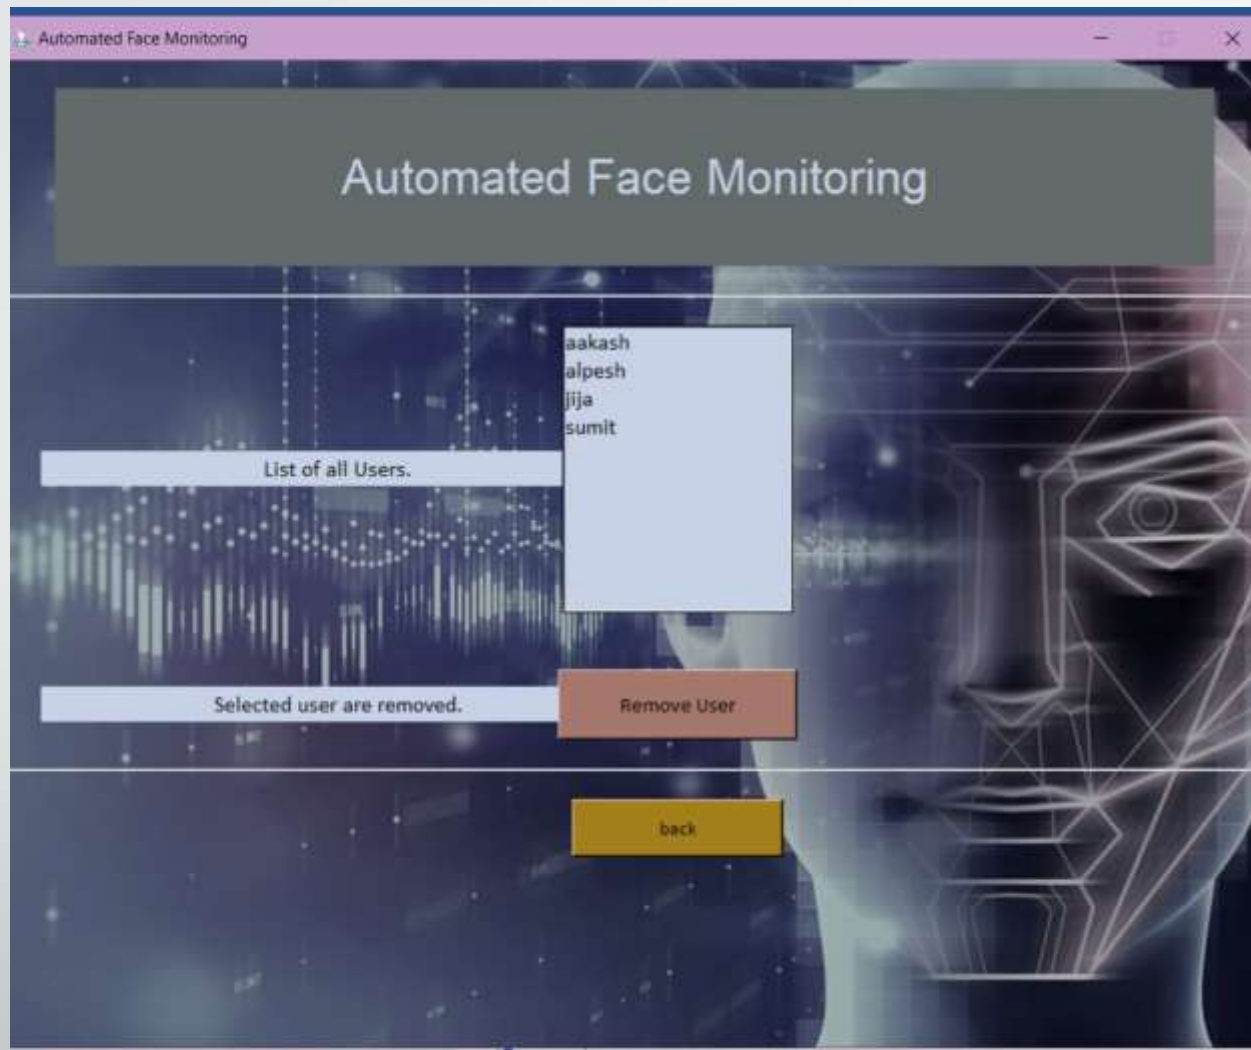 Automated Face Monitoring
Automated Face Monitoring
aakash
alpesh
jija
sumit
List of all Users.
Selected user are removed.
Remove User
back